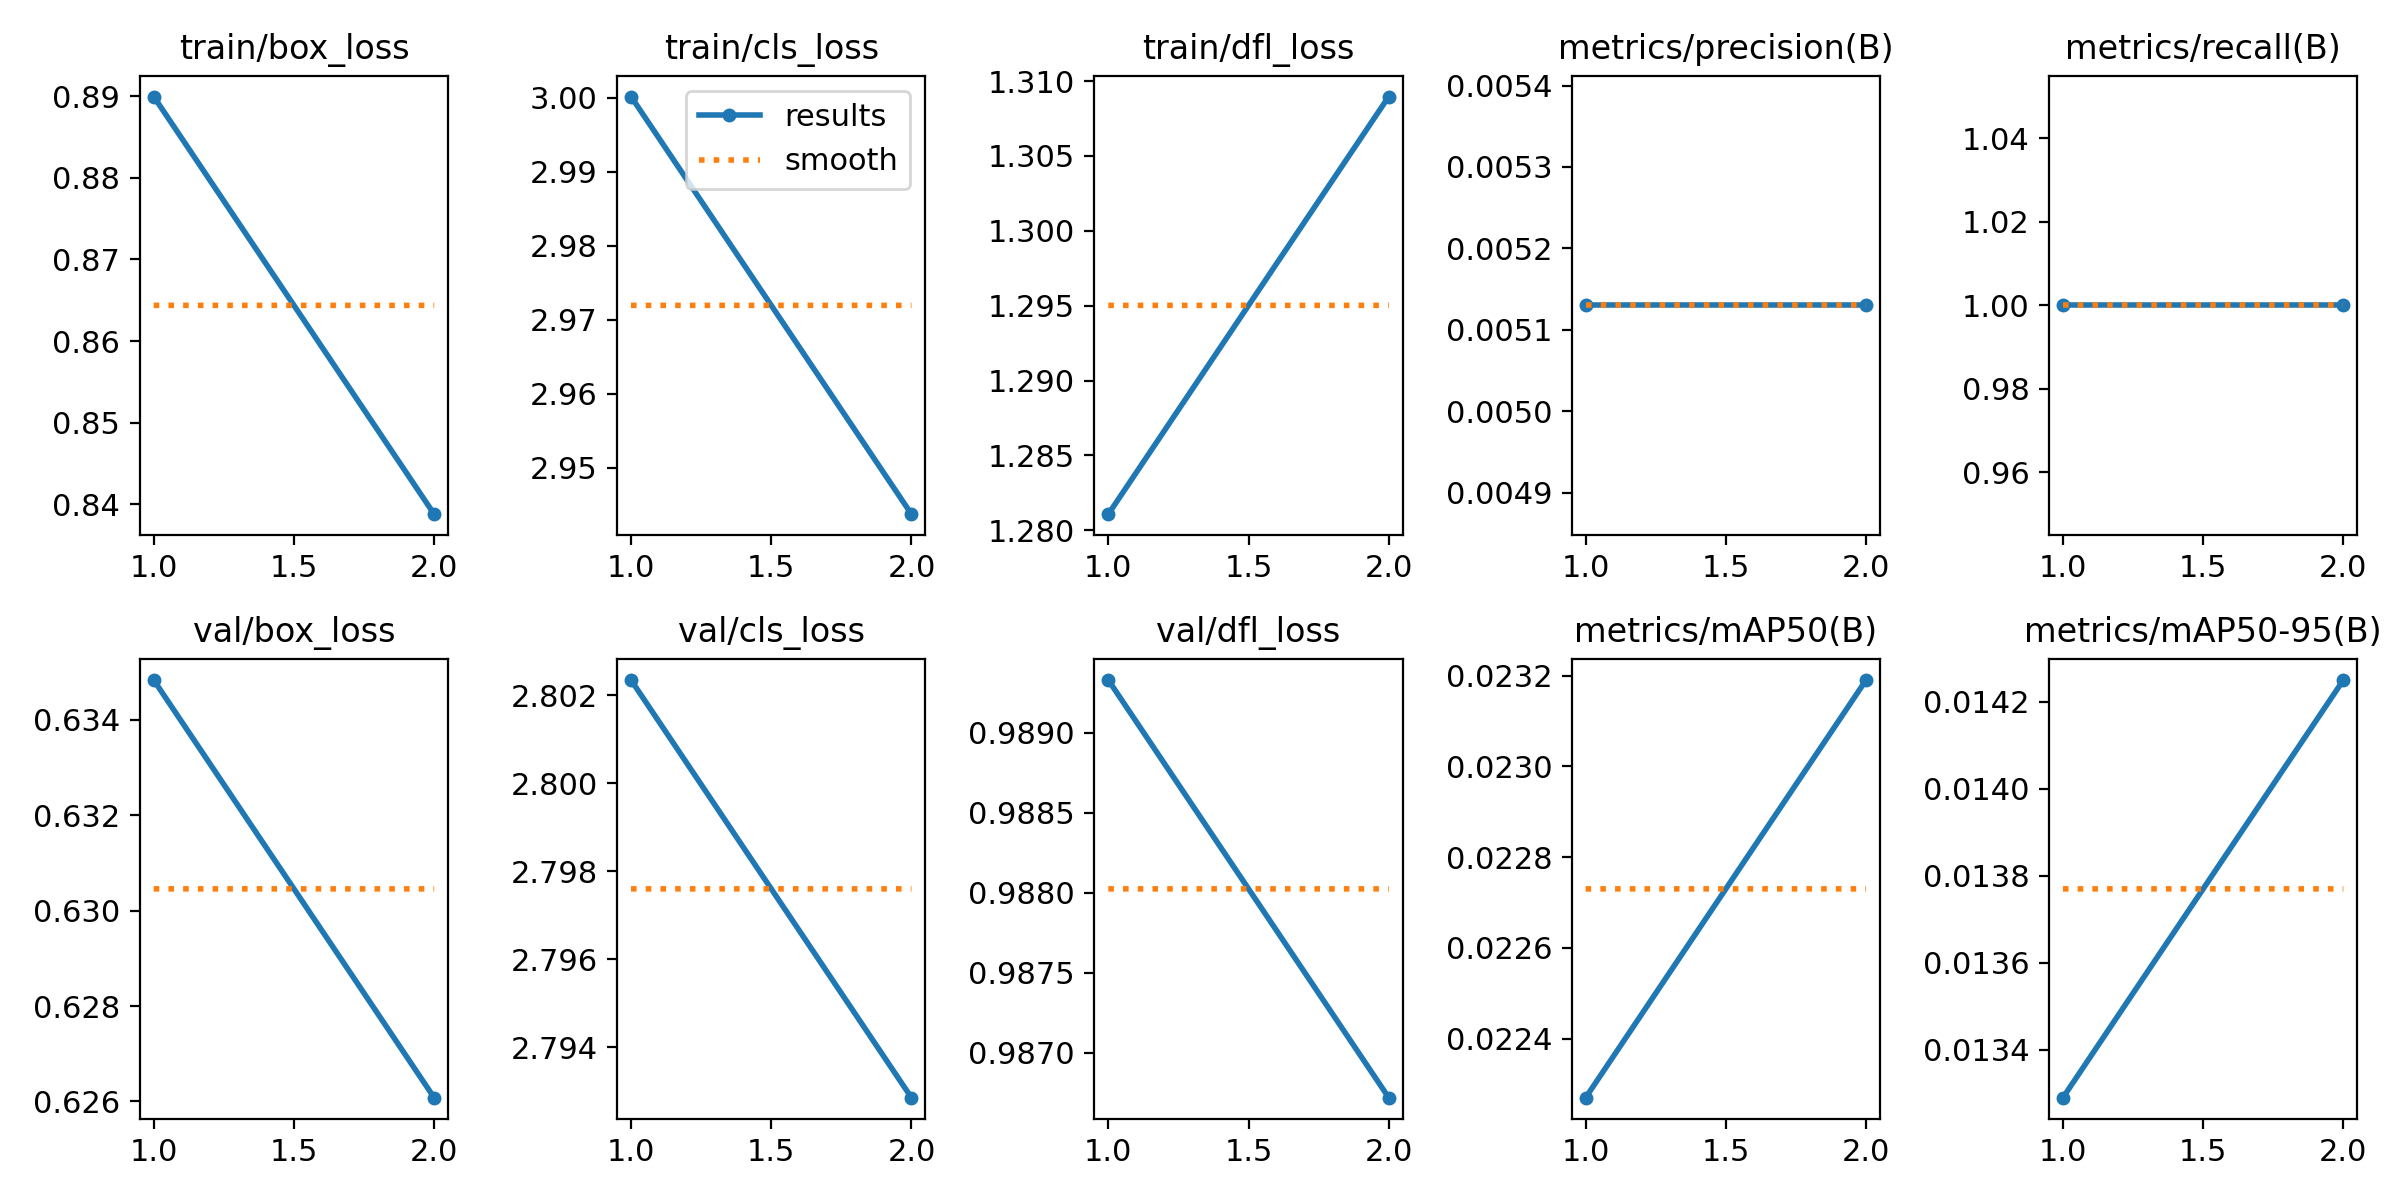 train/box_loss
0.89
0.88
0.87
0.86
0.85
0.84
1.0 1.5 2.0
train/cls_loss
3.00
2.99
2.98
2.97
2.96
2.95
results
smooth
1.0 1.5 2.0
train/dfl_loss
1.310
1.305
1.300
1.295
1.290
1.285
1.280
1.0 1.5 2.0
metrics/precision(B)
0.0054
0.0053
0.0052
0.0051
0.0050
0.0049
1.0 1.5 2.0
metrics/recall(B)
1.04
1.02
1.00
0.98
0.96
1.0 1.5 2.0
val/box_loss
0.634
0.632
0.630
0.628
0.626
1.0 1.5 2.0
val/cls_loss
2.802
2.800
2.798
2.796
2.794
1.0 1.5 2.0
val/dfl_loss
0.9890
0.9885
0.9880
0.9875
0.9870
1.0 1.5 2.0
metrics/mAP50(B)
0.0232
0.0230
0.0228
0.0226
0.0224
1.0 1.5 2.0
metrics/mAP50-95(B)
0.0142
0.0140
0.0138
0.0136
0.0134
1.0 1.5 2.0